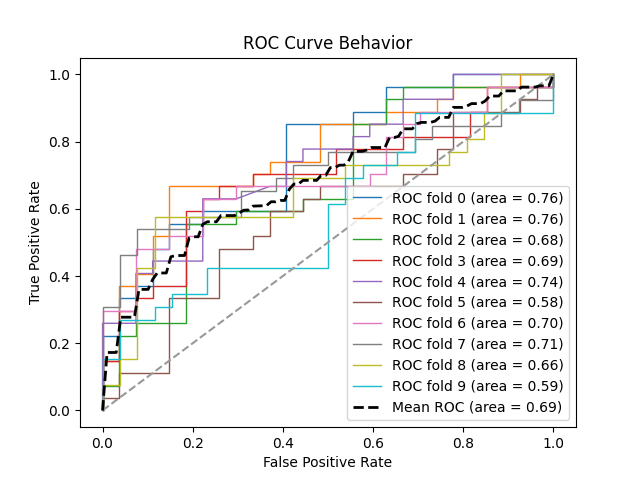 ROC Curve Behavior
True Positive Rate
1.0
0.8
0.6
0.4
0.2
0.0
ROC fold 0 (area = 0.76)
ROC fold 1 (area = 0.76)
ROC fold 2 (area = 0.68)
ROC fold 3 (area = 0.69)
ROC fold 4 (area = 0.74)
ROC fold 5 (area = 0.58)
ROC fold 6 (area = 0.70)
ROC fold 7 (area = 0.71)
ROC fold 8 (area = 0.66)
ROC fold 9 (area = 0.59)
Mean ROC (area = 0.69)
0.0 0.2 0.4 0.6 0.8 1.0
False Positive Rate